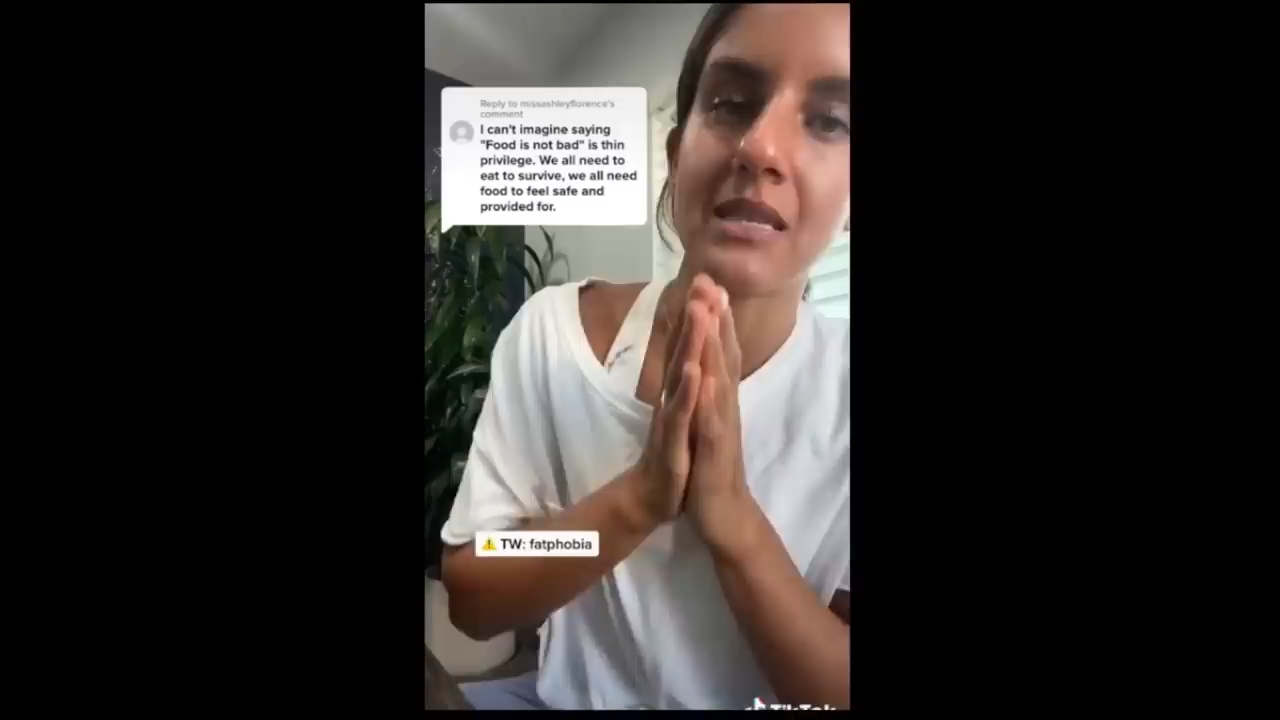 Reply to missashleyflorence's
comment
I can't imagine saying
"Food is not bad" is thin
privilege. We all need to
eat to survive, we all need
food to feel safe and
provided for.
⚠️ TW: fatphobia
TikTok